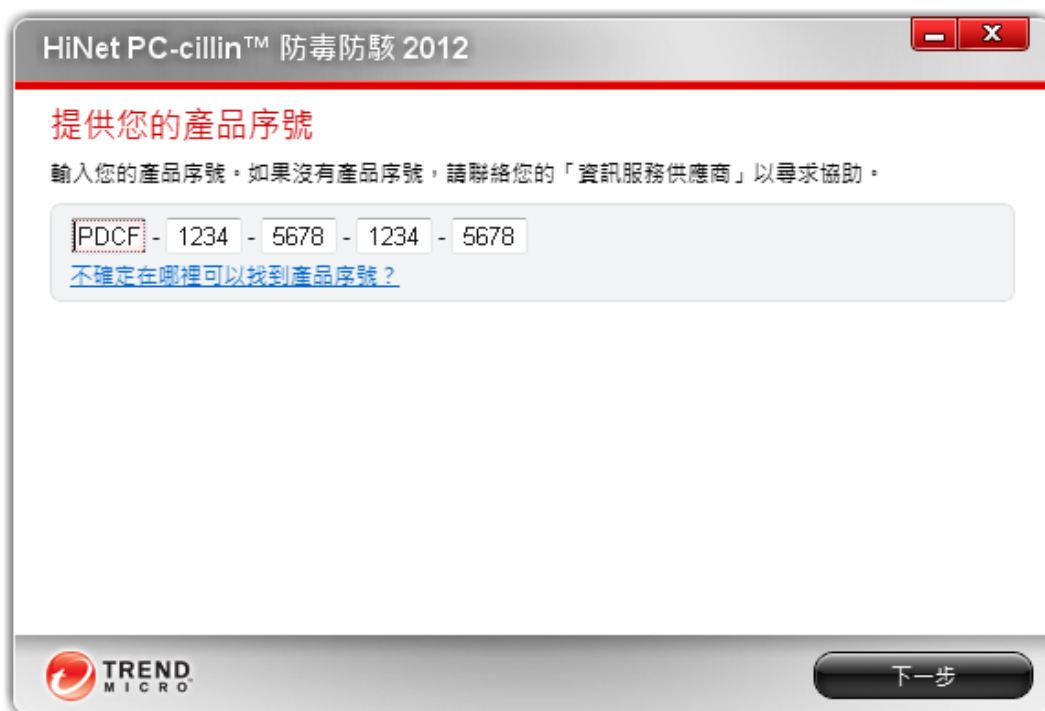 HiNet PC-cillin™ 防毒防駭 2012
提供您的產品序號
輸入您的產品序號。如果沒有產品序號,請聯絡您的「資訊服務供應商」以尋求協助。
PDCF - 1234 - 5678 - 1234 - 5678
不確定在哪裡可以找到產品序號?
TREND
MICRO
下一步